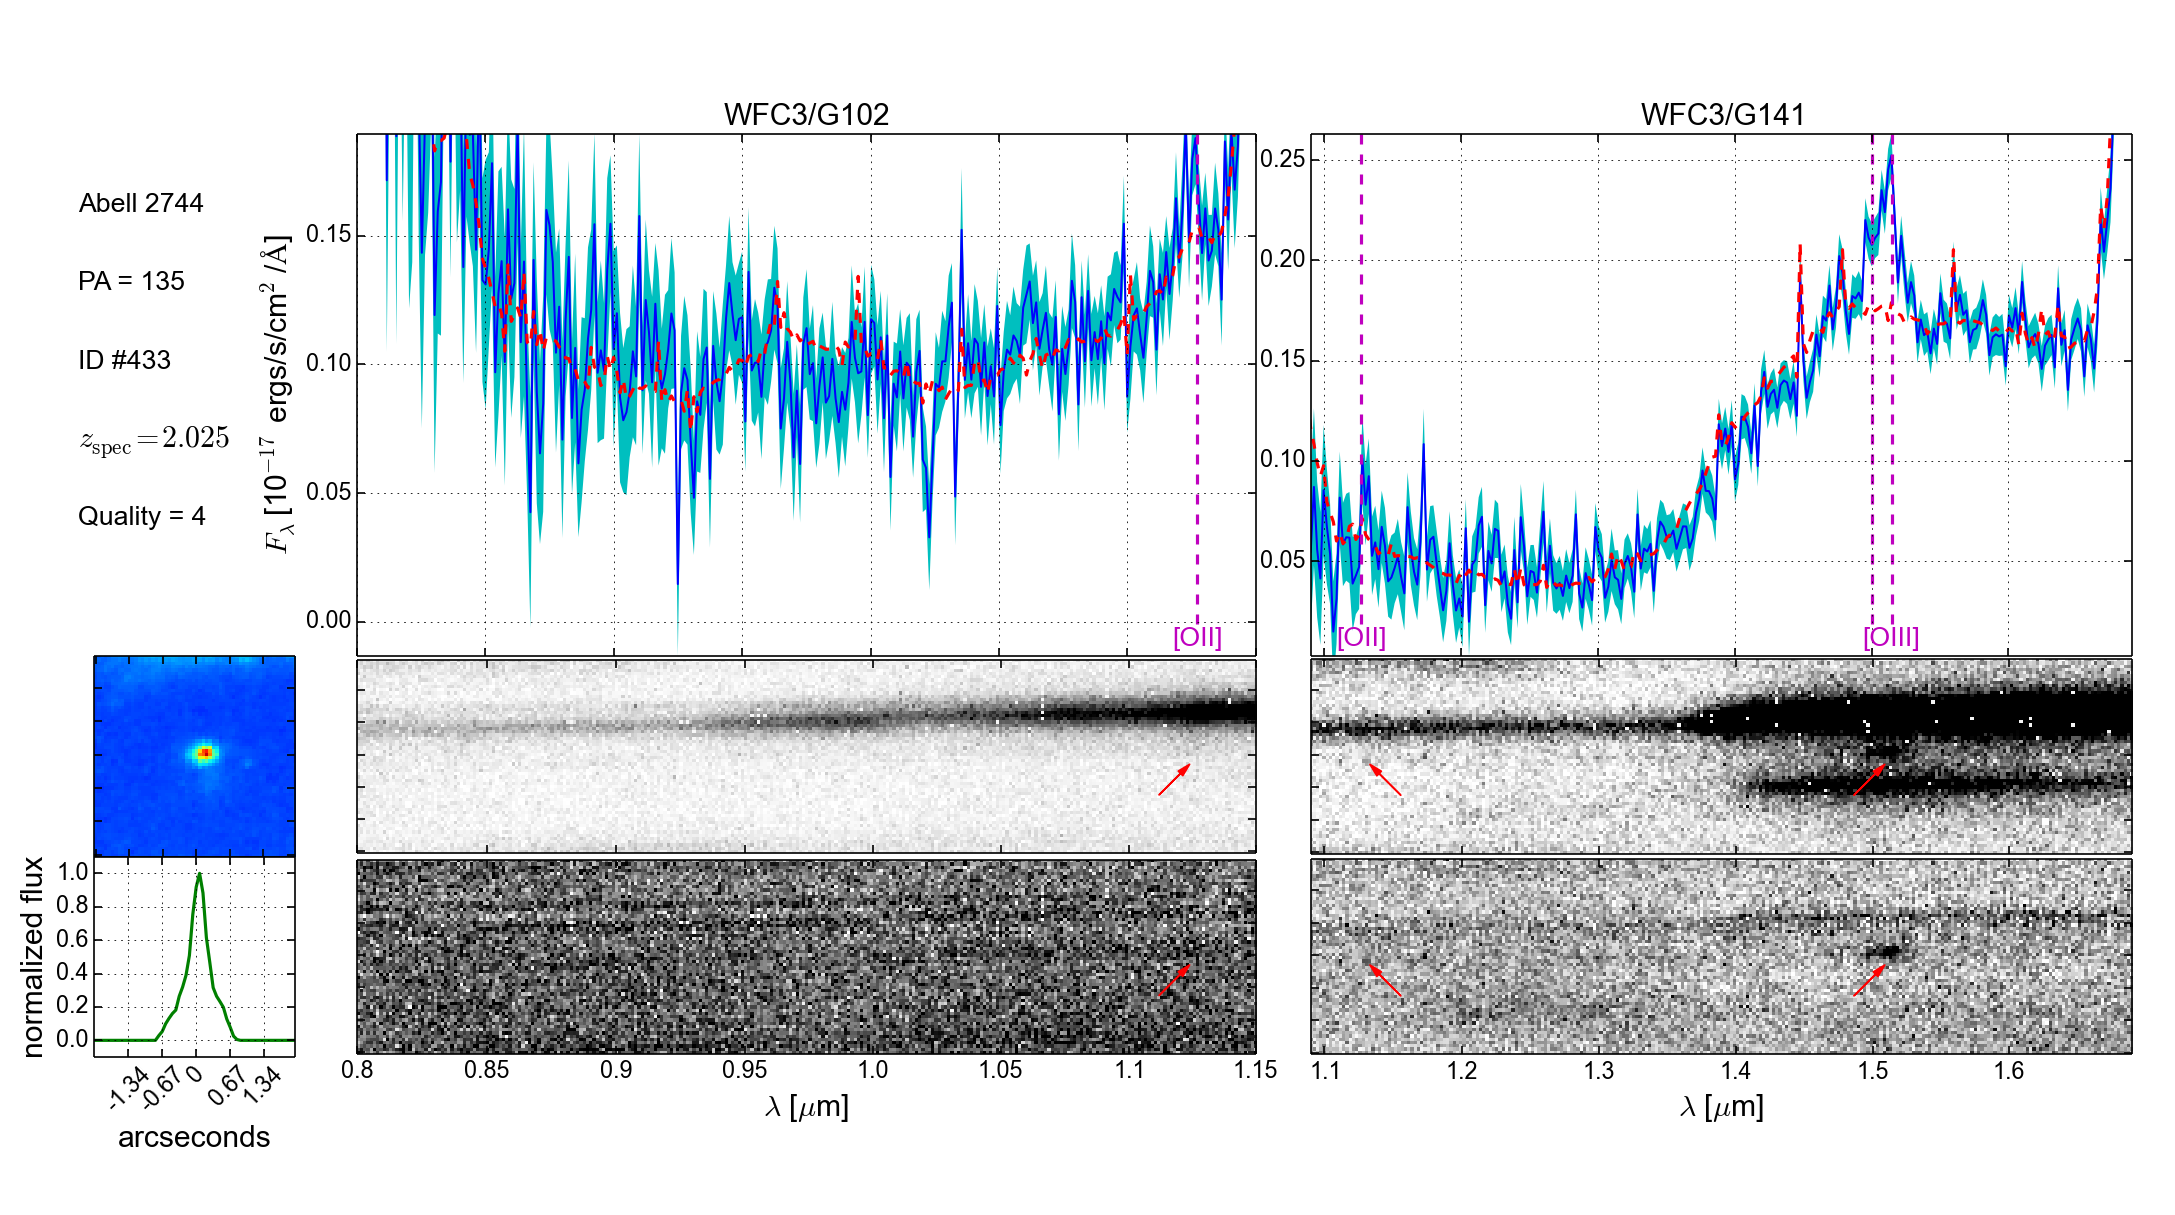 WFC3/G102
WFC3/G141
Abell 2744
PA = 135
ID #433
z_spec = 2.025
Quality = 4
F_λ [10^−17 ergs/s/cm^2 /Å]
0.15
0.10
0.05
0.00
[OII]
0.25
0.20
0.15
0.10
0.05
[OII]
[OIII]
normalized flux
1.0
0.8
0.6
0.4
0.2
0.0
-1.34
-0.67
0
0.67
1.34
arcseconds
0.8
0.85
0.9
0.95
1.0
1.05
1.1
1.15
λ [μm]
1.1
1.2
1.3
1.4
1.5
1.6
λ [μm]